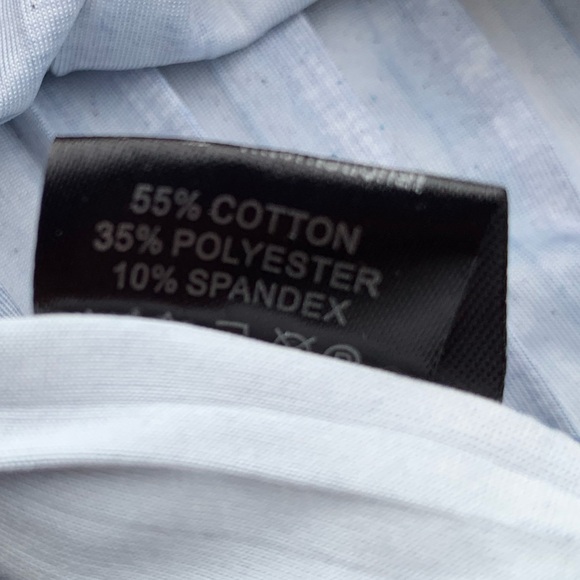 55% COTTON
35% POLYESTER
10% SPANDEX